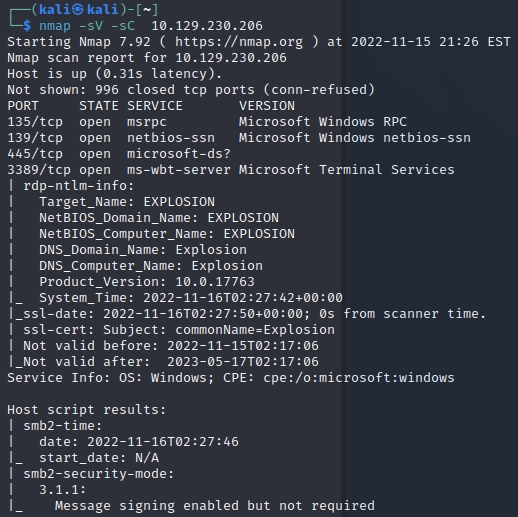 ┌──(kali㉿kali)-[~]
└─$ nmap -sV -sC  10.129.230.206
Starting Nmap 7.92 ( https://nmap.org ) at 2022-11-15 21:26 EST
Nmap scan report for 10.129.230.206
Host is up (0.31s latency).
Not shown: 996 closed tcp ports (conn-refused)
PORT     STATE SERVICE       VERSION
135/tcp  open  msrpc         Microsoft Windows RPC
139/tcp  open  netbios-ssn   Microsoft Windows netbios-ssn
445/tcp  open  microsoft-ds?
3389/tcp open  ms-wbt-server Microsoft Terminal Services
| rdp-ntlm-info:
|   Target_Name: EXPLOSION
|   NetBIOS_Domain_Name: EXPLOSION
|   NetBIOS_Computer_Name: EXPLOSION
|   DNS_Domain_Name: Explosion
|   DNS_Computer_Name: Explosion
|   Product_Version: 10.0.17763
|_  System_Time: 2022-11-16T02:27:42+00:00
|_ssl-date: 2022-11-16T02:27:50+00:00; 0s from scanner time.
| ssl-cert: Subject: commonName=Explosion
| Not valid before: 2022-11-15T02:17:06
|_Not valid after:  2023-05-17T02:17:06
Service Info: OS: Windows; CPE: cpe:/o:microsoft:windows

Host script results:
| smb2-time:
|   date: 2022-11-16T02:27:46
|_  start_date: N/A
| smb2-security-mode:
|   3.1.1:
|_    Message signing enabled but not required